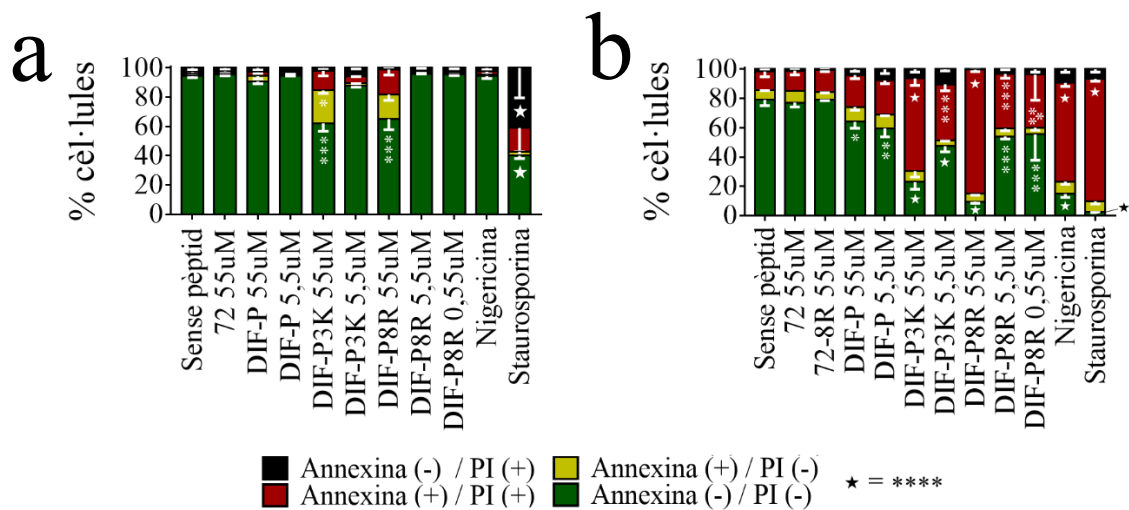 a
% cèl·lules
100
80
60
40
20
0
***
*
***
★
★
Sense pèptid
72 55uM
DIF-P 55uM
DIF-P 5,5uM
DIF-P3K 55uM
DIF-P3K 5,5uM
DIF-P8R 55uM
DIF-P8R 5,5uM
DIF-P8R 0,55uM
Nigericina
Staurosporina
b
% cèl·lules
100
80
60
40
20
0
*
**
★
★
***
★
★
★
***
***
***
***
★
★
★
★
Sense pèptid
72 55uM
72-8R 55uM
DIF-P 55uM
DIF-P 5,5uM
DIF-P3K 55uM
DIF-P3K 5,5uM
DIF-P8R 55uM
DIF-P8R 5,5uM
DIF-P8R 0,55uM
Nigericina
Staurosporina
Annexina (-) / PI (+)
Annexina (+) / PI (-)
Annexina (+) / PI (+)
Annexina (-) / PI (-)
★ = ****